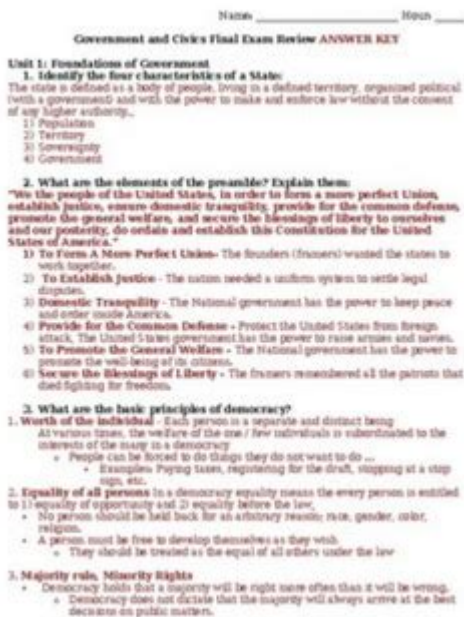 Name: ____________________ Hour: _____
Government and Civics Final Exam Review ANSWER KEY
Unit 1: Foundations of Government
1. Identify the four characteristics of a State:
The state is defined as a body of people, living in a defined territory, organized political
(with a government) and with the power to make and enforce law without the consent
of any higher authority..
1) Population
2) Territory
3) Sovereignty
4) Government
2. What are the elements of the preamble? Explain them:
"We the people of the United States, in order to form a more perfect Union,
establish justice, ensure domestic tranquility, provide for the common defense,
promote the general welfare, and secure the blessings of liberty to ourselves
and our posterity, do ordain and establish this Constitution for the United
States of America."
1) To Form A More Perfect Union- The founders (framers) wanted the states to
work together.
2) To Establish Justice - The nation needed a uniform system to settle legal
disputes.
3) Domestic Tranquility - The National government has the power to keep peace
and order inside America.
4) Provide for the Common Defense - Protect the United States from foreign
attack, The United States government has the power to raise armies and navies.
5) To Promote the General Welfare - The National government has the power to
promote the well-being of its citizens.
6) Secure the Blessings of Liberty - The framers remembered all the patriots that
died fighting for freedom.
3. What are the basic principles of democracy?
1. Worth of the individual - Each person is a separate and distinct being
At various times, the welfare of the one / few individuals is subordinated to the
interests of the many in a democracy
People can be forced to do things they do not want to do ...
Examples: Paying taxes, registering for the draft, stopping at a stop
sign, etc.
2. Equality of all persons In a democracy equality means the every person is entitled
to 1) equality of opportunity and 2) equality before the law,
No person should be held back for an arbitrary reason: race, gender, color,
religion.
A person must be free to develop themselves as they wish.
They should be treated as the equal of all others under the law
3. Majority rule, Minority Rights
Democracy holds that a majority will be right more often than it will be wrong.
Democracy does not dictate that the majority will always arrive at the best
decisions on public matters.